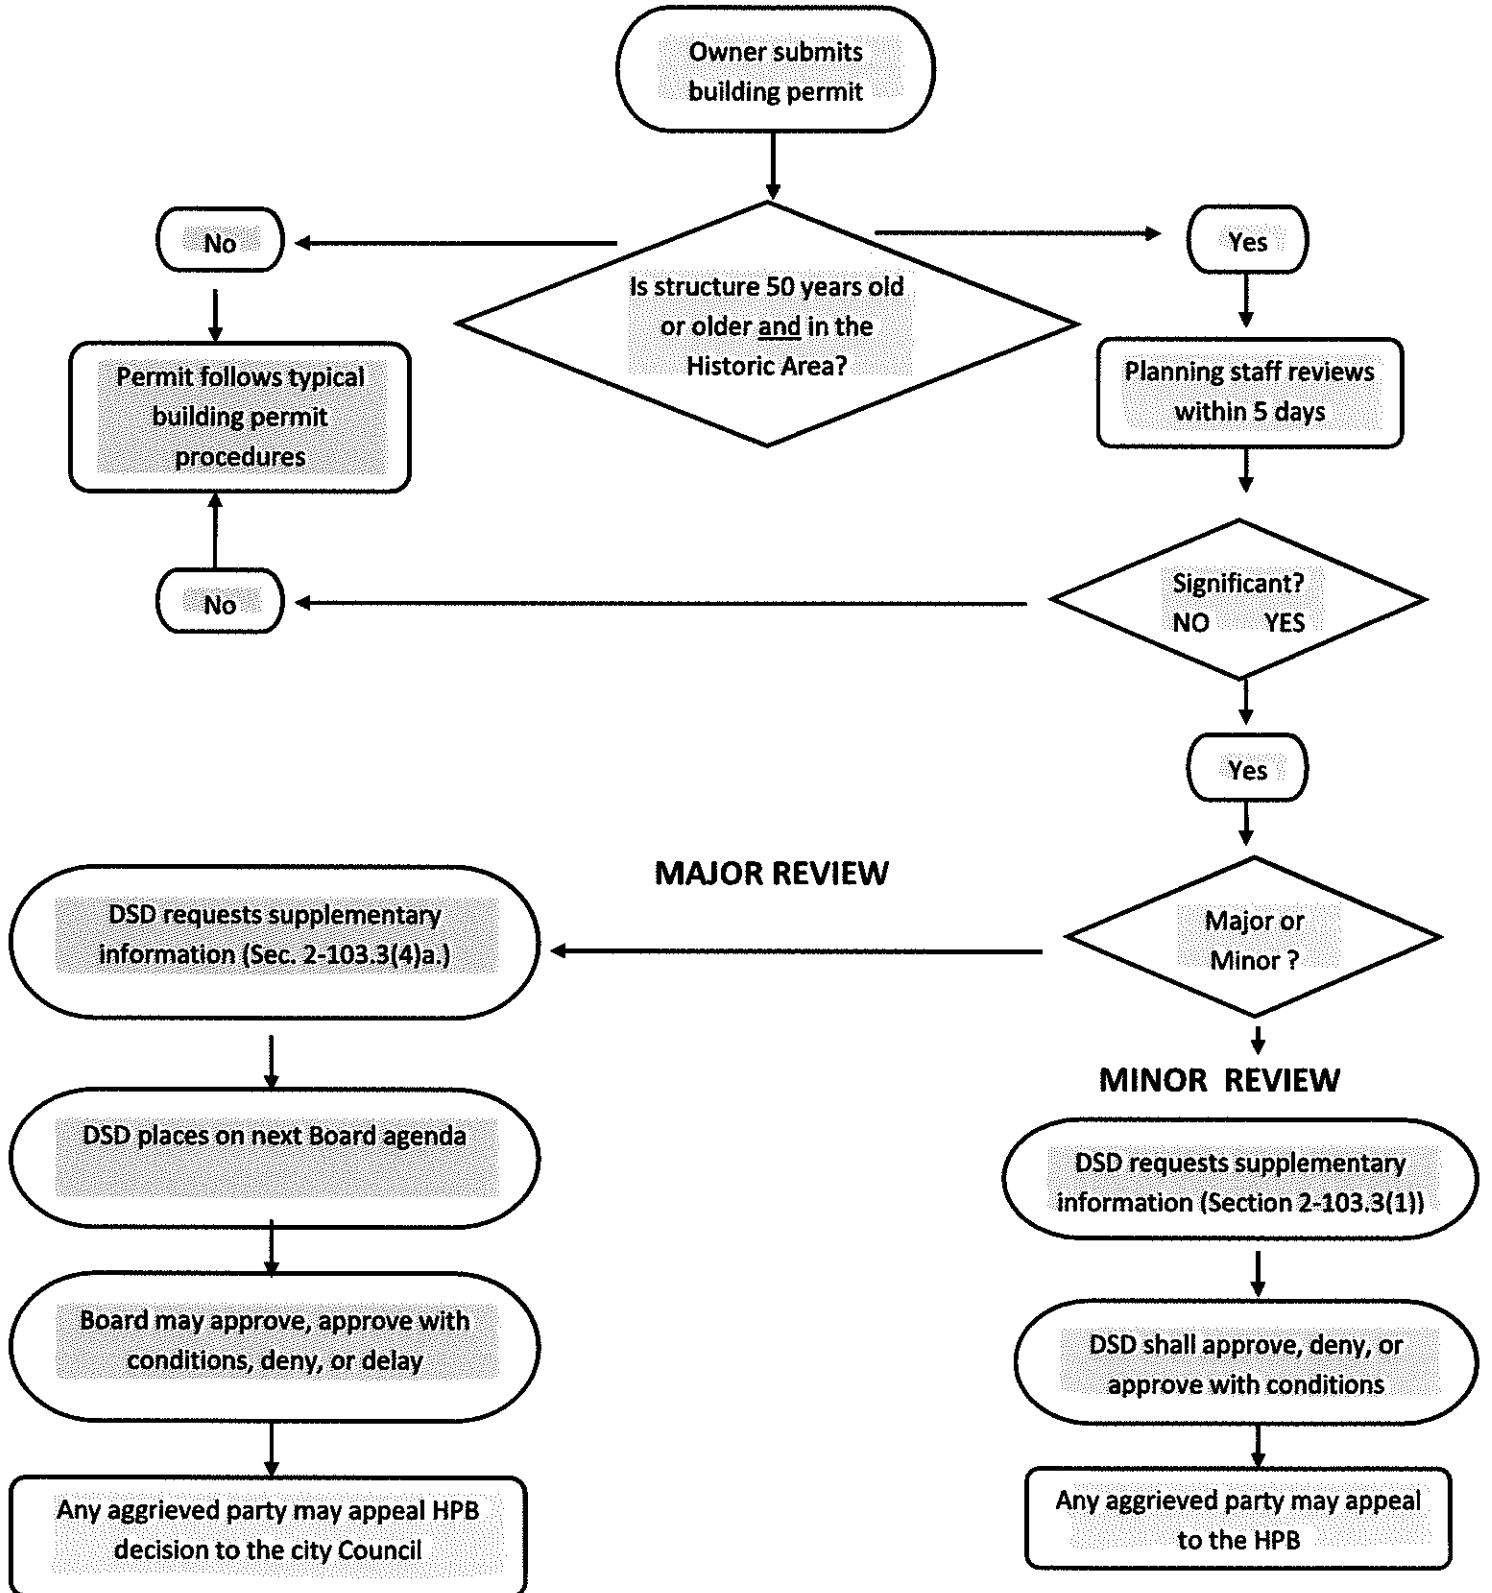 Owner submits
building permit
No
Yes
Is structure 50 years old
or older and in the
Historic Area?
Permit follows typical
building permit
procedures
Planning staff reviews
within 5 days
Significant?
NO YES
No
Yes
MAJOR REVIEW
Major or
Minor ?
DSD requests supplementary
information (Sec. 2-103.3(4)a.)
MINOR REVIEW
DSD places on next Board agenda
DSD requests supplementary
information (Section 2-103.3(1))
Board may approve, approve with
conditions, deny, or delay
DSD shall approve, deny, or
approve with conditions
Any aggrieved party may appeal HPB
decision to the city Council
Any aggrieved party may appeal
to the HPB